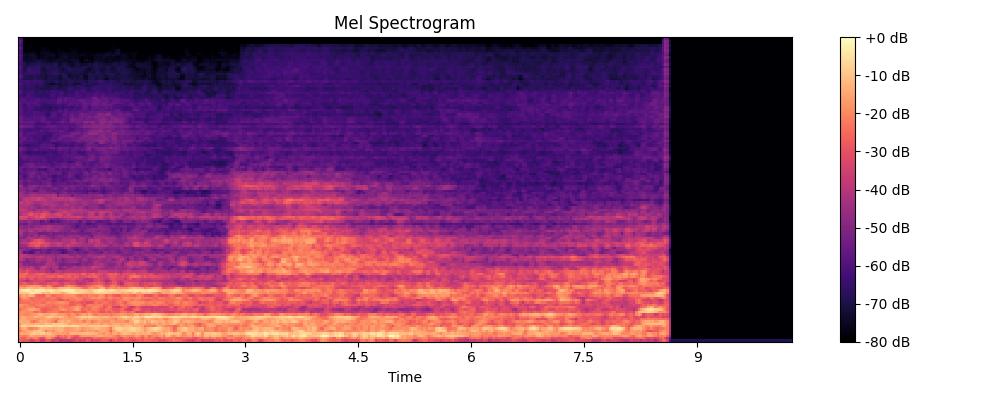 Mel Spectrogram
+0 dB
-10 dB
-20 dB
-30 dB
-40 dB
-50 dB
-60 dB
-70 dB
-80 dB
0 1.5 3 4.5 6 7.5 9
Time